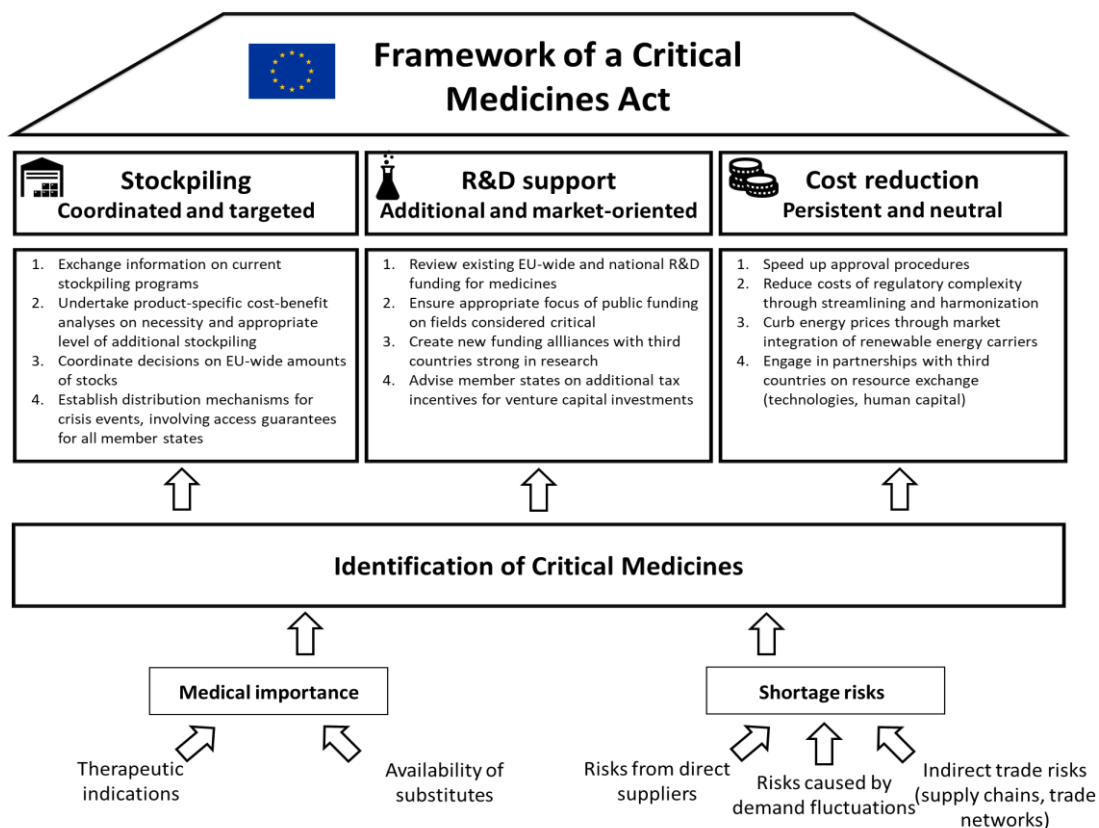 Framework of a Critical
Medicines Act
Stockpiling
Coordinated and targeted
R&D support
Additional and market-oriented
Cost reduction
Persistent and neutral
1. Exchange information on current
stockpiling programs
2. Undertake product-specific cost-benefit
analyses on necessity and appropriate
level of additional stockpiling
3. Coordinate decisions on EU-wide amounts
of stocks
4. Establish distribution mechanisms for
crisis events, involving access guarantees
for all member states
1. Review existing EU-wide and national R&D
funding for medicines
2. Ensure appropriate focus of public funding
on fields considered critical
3. Create new funding allliances with third
countries strong in research
4. Advise member states on additional tax
incentives for venture capital investments
1. Speed up approval procedures
2. Reduce costs of regulatory complexity
through streamlining and harmonization
3. Curb energy prices through market
integration of renewable energy carriers
4. Engage in partnerships with third
countries on resource exchange
(technologies, human capital)
Identification of Critical Medicines
Medical importance
Shortage risks
Therapeutic
indications
Availability of
substitutes
Risks from direct
suppliers
Risks caused by
demand fluctuations
Indirect trade risks
(supply chains, trade
networks)